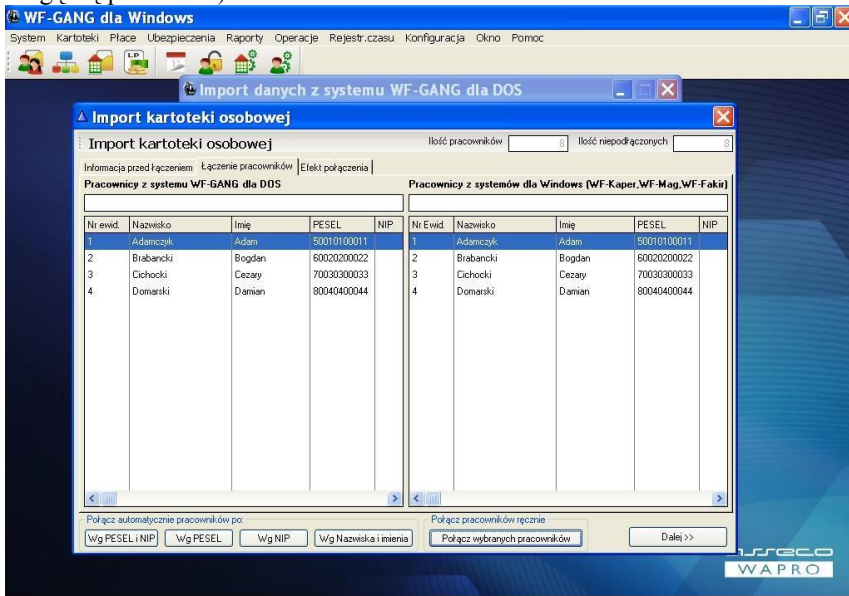 WF-GANG dla Windows
System Kartoteki Płace Ubezpieczenia Raporty Operacje Rejestr.czasu Konfiguracja Okno Pomoc
Import danych z systemu WF-GANG dla DOS
Import kartoteki osobowej
Import kartoteki osobowej Ilość pracowników 8 Ilość niepodłączonych 8
Informacja przed łączeniem Łączenie pracowników Efekt połączenia
Pracownicy z systemu WF-GANG dla DOS Pracownicy z systemów dla Windows (WF-Kaper,WF-Mag,WF-Fakir)
Nr ewid. Nazwisko Imię PESEL NIP Nr Ewid. Nazwisko Imię PESEL NIP
1 Adamczyk Adam 50010100011 1 Adamczyk Adam 50010100011
2 Brabancki Bogdan 60020200022 2 Brabancki Bogdan 60020200022
3 Cichocki Cezary 70030300033 3 Cichocki Cezary 70030300033
4 Domarski Damian 80040400044 4 Domarski Damian 80040400044
Połącz automatycznie pracowników po: Połącz pracowników ręcznie
Wg PESEL i NIP Wg PESEL Wg NIP Wg Nazwiska i imienia Połącz wybranych pracowników Dalej >>
asseco
WAPRO